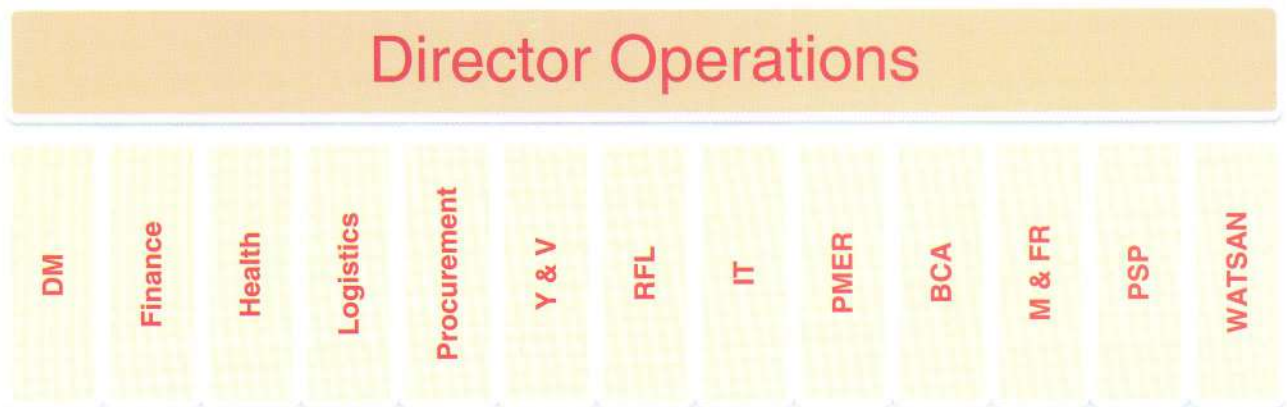 Director Operations
DM
Finance
Health
Logistics
Procurement
Y & V
RFL
IT
PMER
BCA
M & FR
PSP
WATSAN